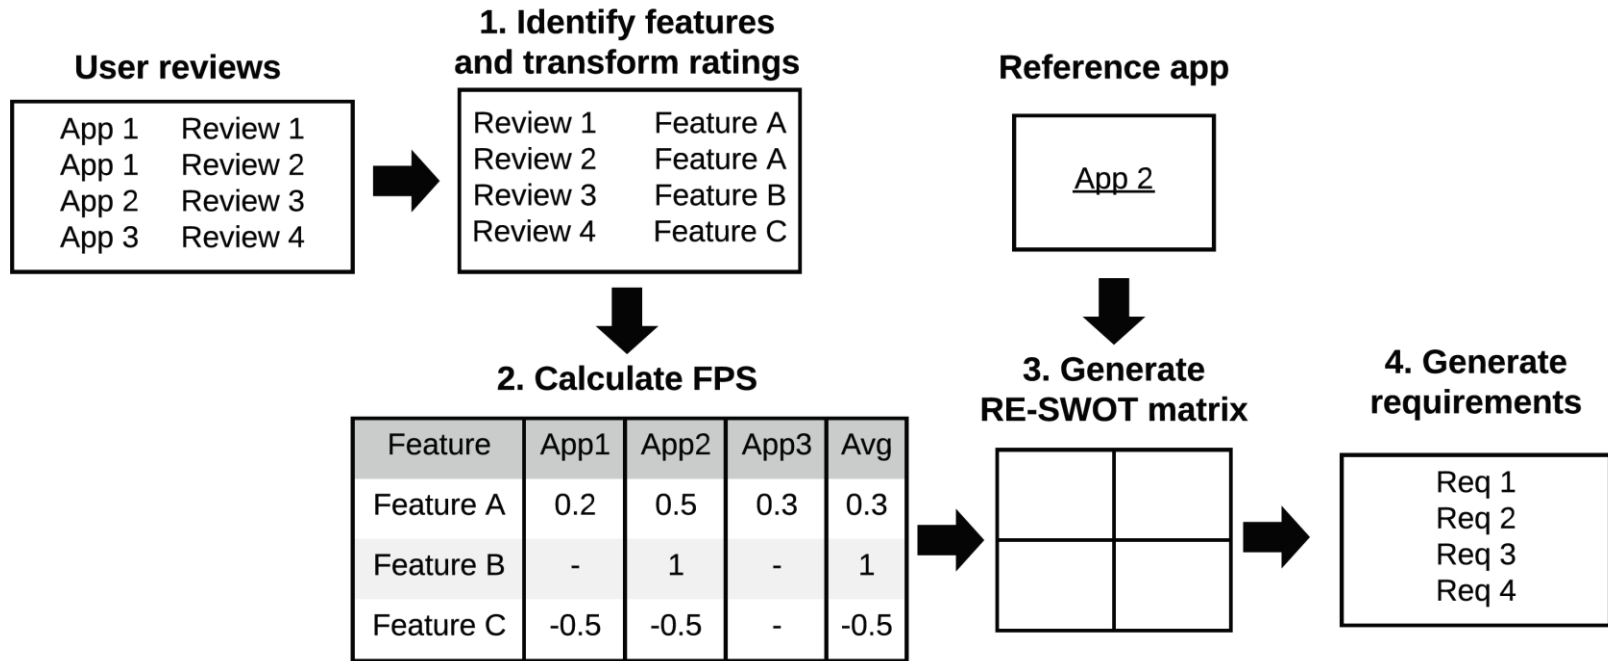 User reviews
App 1 Review 1
App 1 Review 2
App 2 Review 3
App 3 Review 4
1. Identify features
and transform ratings
Review 1 Feature A
Review 2 Feature A
Review 3 Feature B
Review 4 Feature C
Reference app
App 2
2. Calculate FPS
Feature App1 App2 App3 Avg
Feature A 0.2 0.5 0.3 0.3
Feature B - 1 - 1
Feature C -0.5 -0.5 - -0.5
3. Generate
RE-SWOT matrix
4. Generate
requirements
Req 1
Req 2
Req 3
Req 4